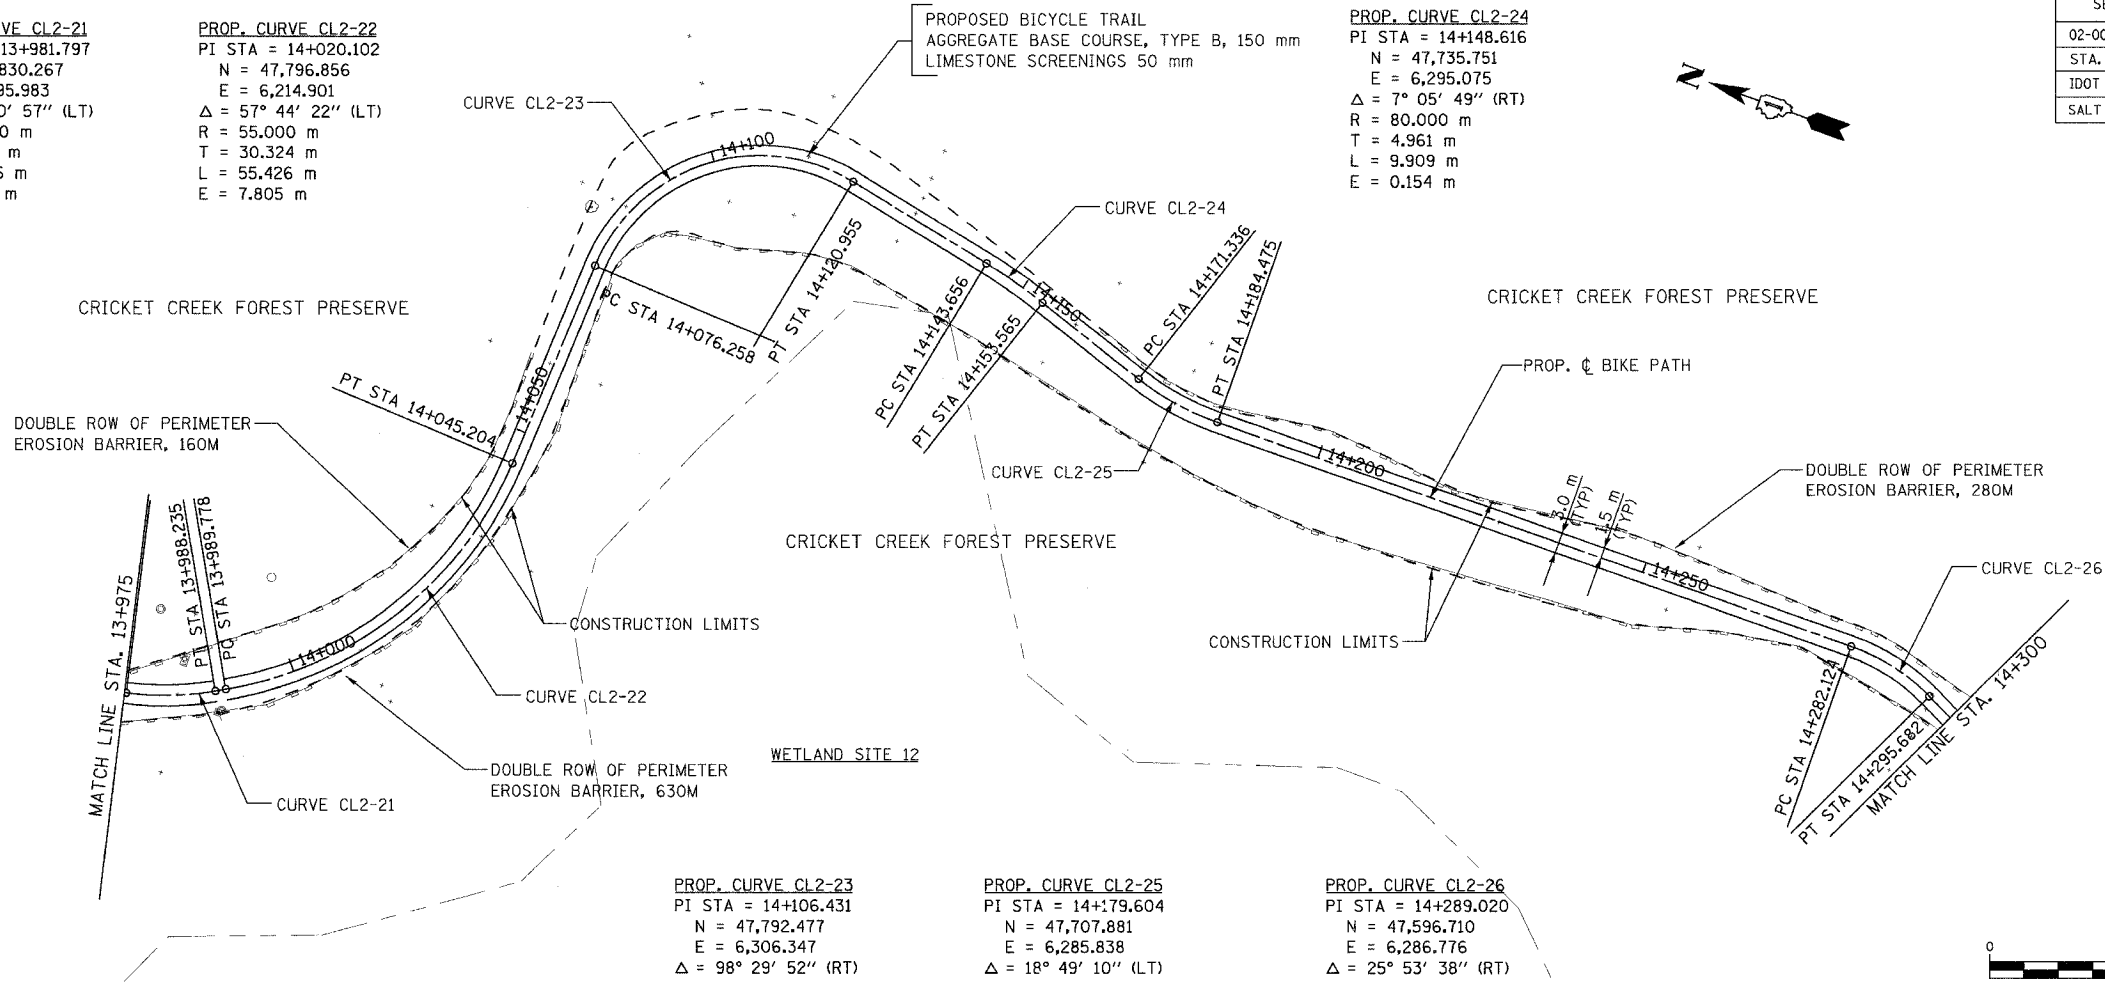 VE CL2-21
13+981.797
830.267
95.983
0' 57'' (LT)
0 m
m
m
PROP. CURVE CL2-22
PI STA = 14+020.102
N = 47,796.856
E = 6,214.901
Δ = 57° 44' 22'' (LT)
R = 55.000 m
T = 30.324 m
L = 55.426 m
E = 7.805 m
CURVE CL2-23
PROPOSED BICYCLE TRAIL
AGGREGATE BASE COURSE, TYPE B, 150 mm
LIMESTONE SCREENINGS 50 mm
PROP. CURVE CL2-24
PI STA = 14+148.616
N = 47,735.751
E = 6,295.075
Δ = 7° 05' 49'' (RT)
R = 80.000 m
T = 4.961 m
L = 9.909 m
E = 0.154 m
N
02-00
STA.
IDOT
SALT
14+100
CURVE CL2-24
PC STA 14+076.258
PT STA 14+120.955
PC STA 14+143.656
PT STA 14+153.565
14+150
PC STA 14+171.336
PT STA 14+184.475
CRICKET CREEK FOREST PRESERVE
CRICKET CREEK FOREST PRESERVE
PROP. ℄ BIKE PATH
PT STA 14+045.204
14+050
DOUBLE ROW OF PERIMETER
EROSION BARRIER, 160M
CURVE CL2-25
14+200
3.0 m
(TYP)
1.5 m
(TYP)
DOUBLE ROW OF PERIMETER
EROSION BARRIER, 280M
CRICKET CREEK FOREST PRESERVE
14+250
CURVE CL2-26
MATCH LINE STA. 13+975
PT STA 13+988.235
PC STA 13+989.778
14+000
CONSTRUCTION LIMITS
CONSTRUCTION LIMITS
CURVE CL2-22
PC STA 14+282.124
PT STA 14+295.682
MATCH LINE STA. 14+300
WETLAND SITE 12
DOUBLE ROW OF PERIMETER
EROSION BARRIER, 630M
CURVE CL2-21
PROP. CURVE CL2-23
PI STA = 14+106.431
N = 47,792.477
E = 6,306.347
Δ = 98° 29' 52'' (RT)
PROP. CURVE CL2-25
PI STA = 14+179.604
N = 47,707.881
E = 6,285.838
Δ = 18° 49' 10'' (LT)
PROP. CURVE CL2-26
PI STA = 14+289.020
N = 47,596.710
E = 6,286.776
Δ = 25° 53' 38'' (RT)
0